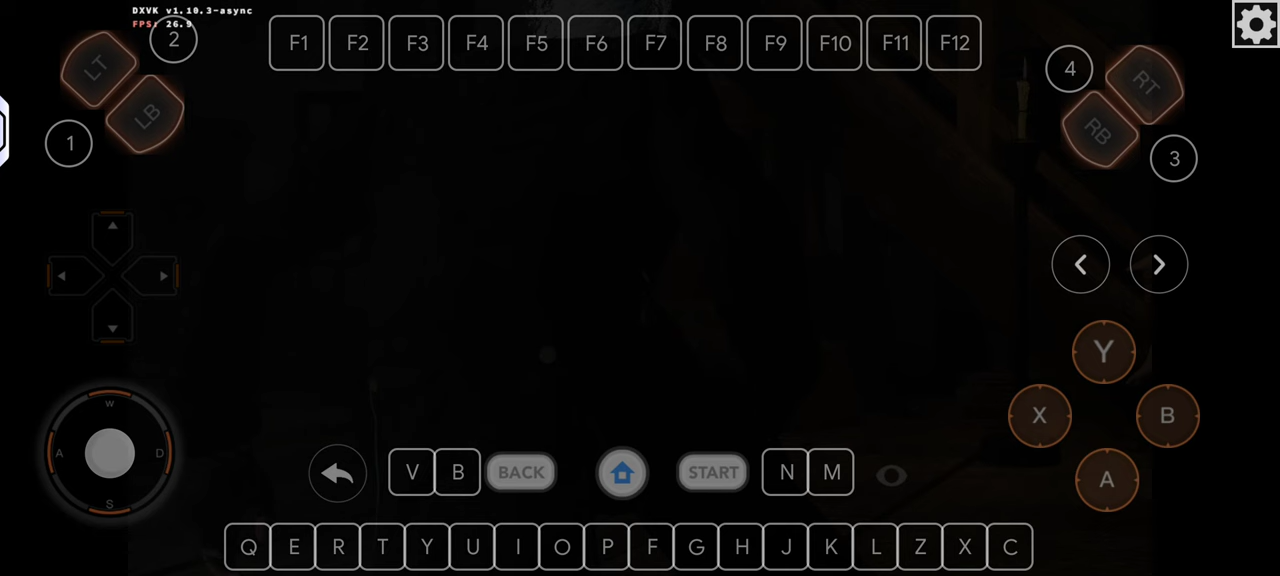 DXVK v1.10.3-async
FPS: 26.9
2
F1 F2 F3 F4 F5 F6 F7 F8 F9 F10 F11 F12
LT
4
RT
LB
RB
1
3
Y
W
X
B
A
D
A
V B BACK START N M
S
Q E R T Y U I O P F G H J K L Z X C